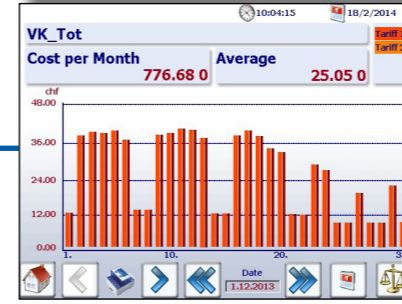 10:04:15 18/2/2014
VK_Tot
Tariff
Tariff
Cost per Month
776.68 0
Average
25.05 0
chf
48.00
36.00
24.00
12.00
0.00
1. 10. 20.
Date
1.12.2013